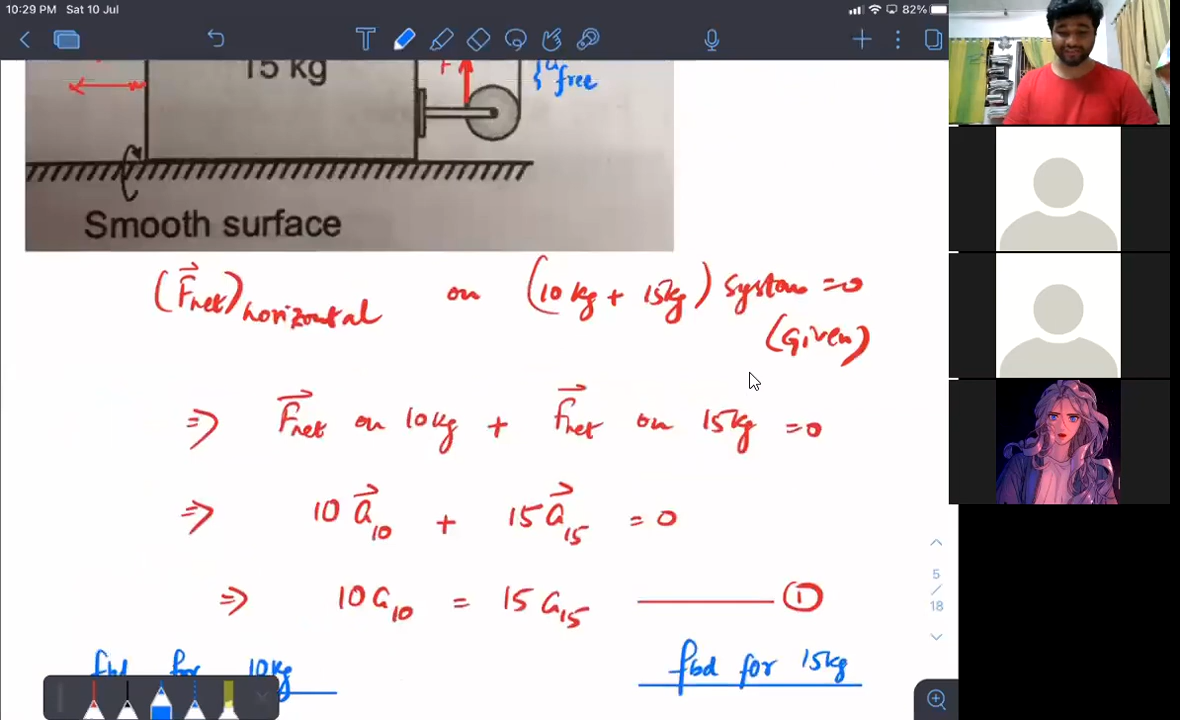 10:29 PM Sat 10 Jul 82%
T
15 kg
F
a free
Smooth surface
(F net) horizontal on (10 kg + 15kg) system = 0
(Given)
⇒ F net on 10kg + F net on 15kg = 0
⇒ 10 a 10 + 15 a 15 = 0
⇒ 10 a 10 = 15 a 15 ——— ①
fbd for 10kg
fbd for 15kg
5
/
18